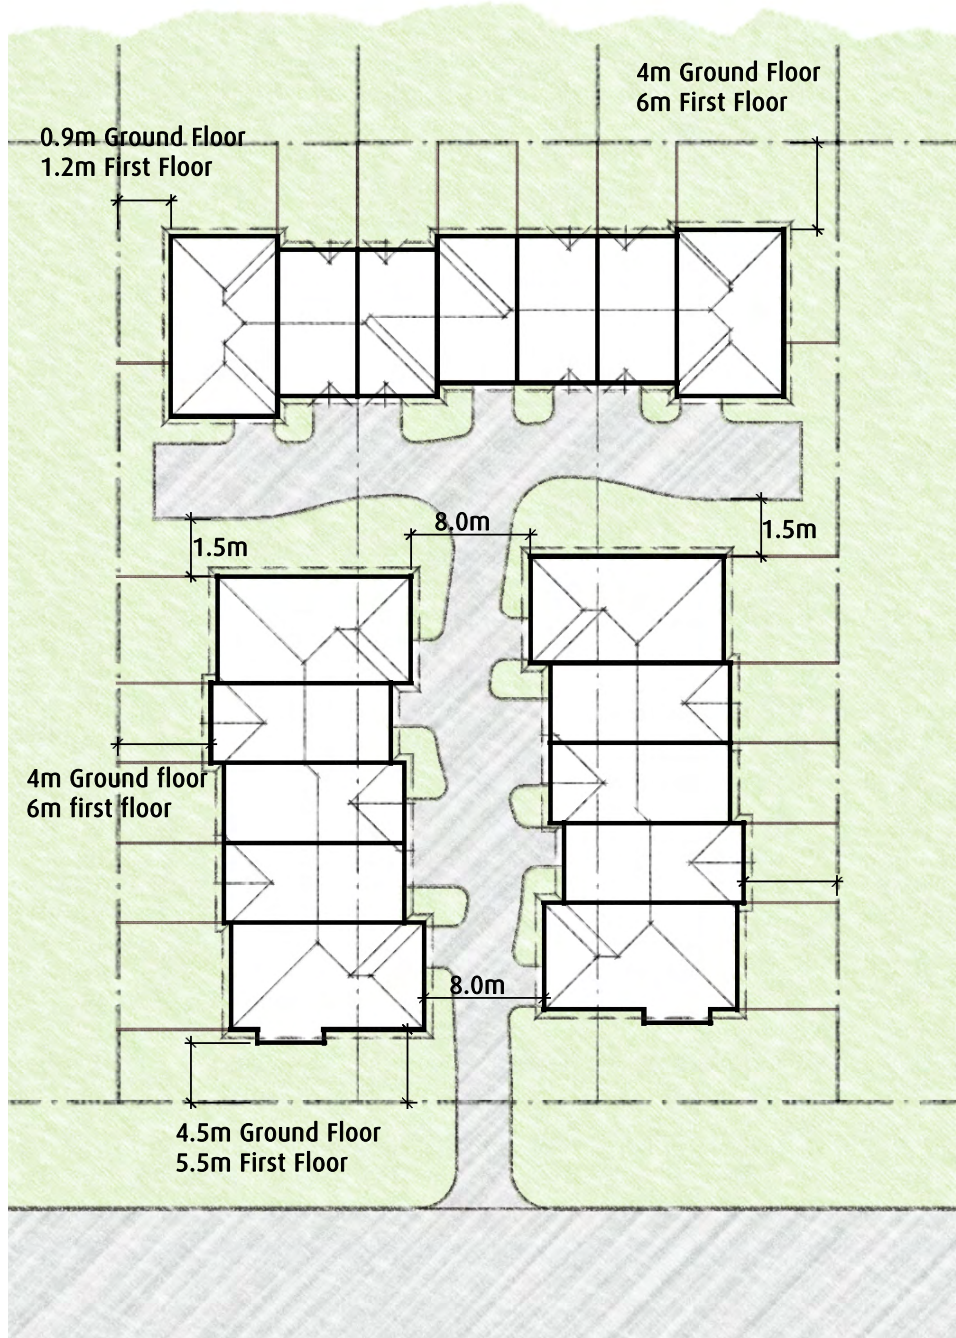 4m Ground Floor
6m First Floor
0.9m Ground Floor
1.2m First Floor
8.0m
1.5m
1.5m
4m Ground floor
6m first floor
8.0m
4.5m Ground Floor
5.5m First Floor